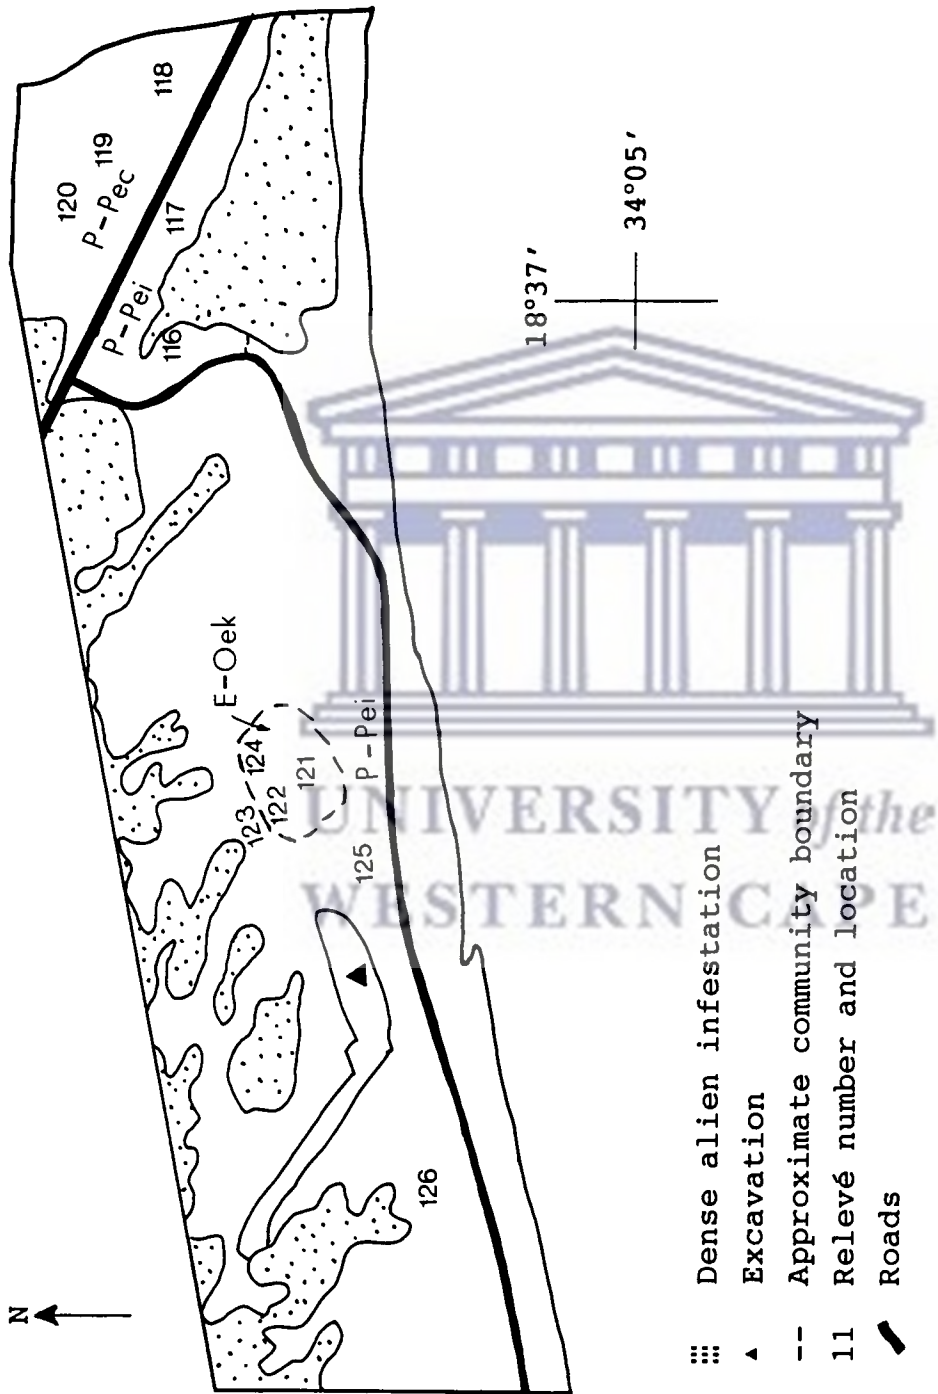 N
120
119
118
P-Pec
117
P-Pei
116
18°37'
34°05'
E-Oek
123
124
122
121
125
P-Pei
126
Dense alien infestation
Excavation
-- Approximate community boundary
11 Relevé number and location
Roads
UNIVERSITY of the
WESTERN CAPE